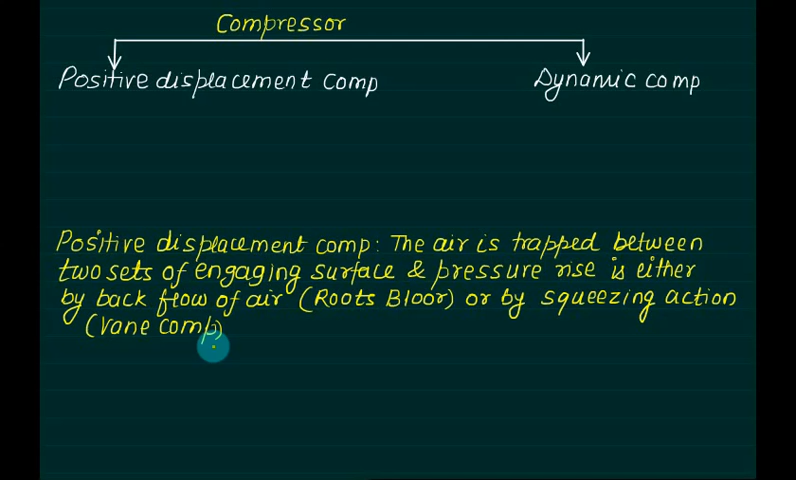 Compressor
Positive displacement comp Dynamic comp
Positive displacement comp: The air is trapped between
two sets of engaging surface & pressure rise is either
by back flow of air (Roots Bloor) or by squeezing action
(Vane comp)